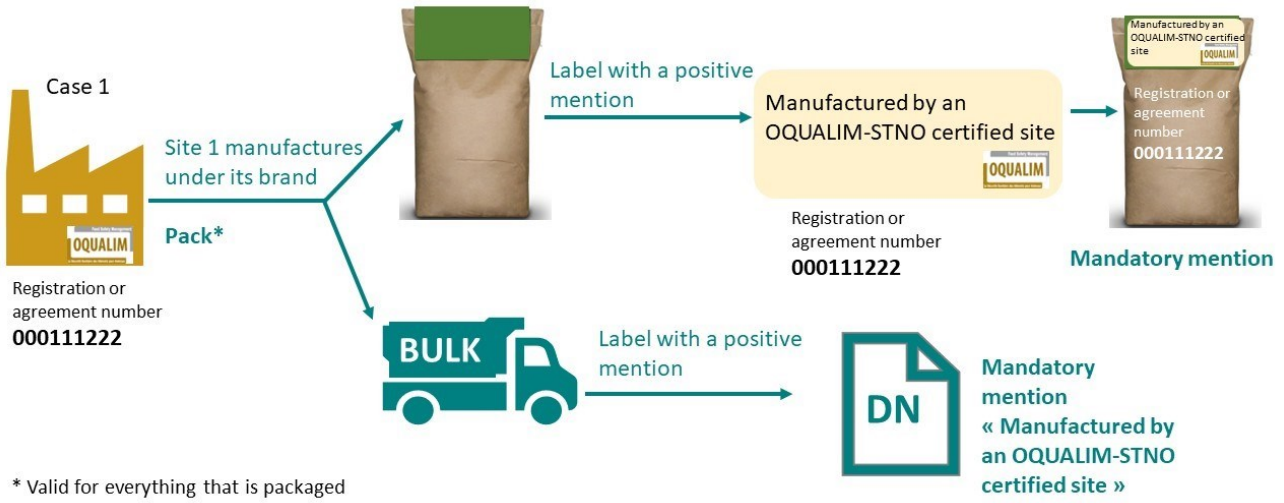 Case 1
Site 1 manufactures
under its brand
Pack*
OQUALIM
Registration or
agreement number
000111222
Label with a positive
mention
Manufactured by an
OQUALIM-STNO certified site
OQUALIM
Registration or
agreement number
000111222
Manufactured by an
OQUALIM-STNO certified
site
OQUALIM
Registration or
agreement
number
000111222
Mandatory mention
BULK
Label with a positive
mention
DN
Mandatory
mention
« Manufactured by
an OQUALIM-STNO
certified site »
* Valid for everything that is packaged